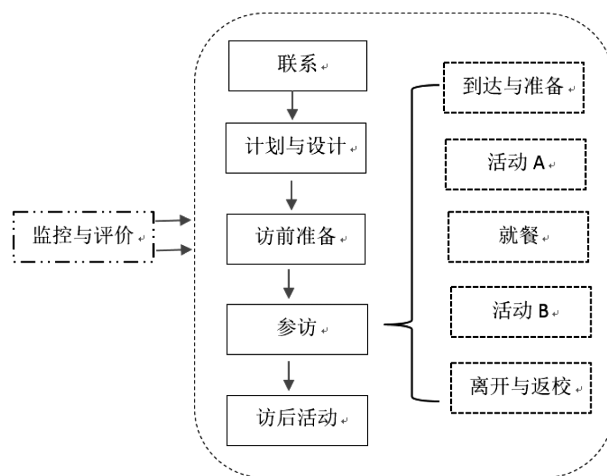 联系
计划与设计
访前准备
参访
访后活动
监控与评价
到达与准备
活动 A
就餐
活动 B
离开与返校